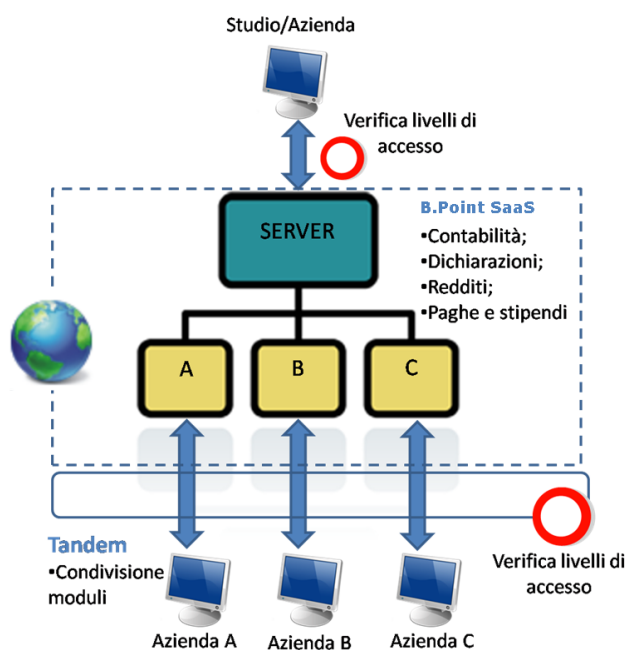 Studio/Azienda
Verifica livelli di
accesso
B.Point SaaS
SERVER
▪Contabilità;
▪Dichiarazioni;
▪Redditi;
▪Paghe e stipendi
A
B
C
Tandem
▪Condivisione
moduli
Verifica livelli di
accesso
Azienda A
Azienda B
Azienda C